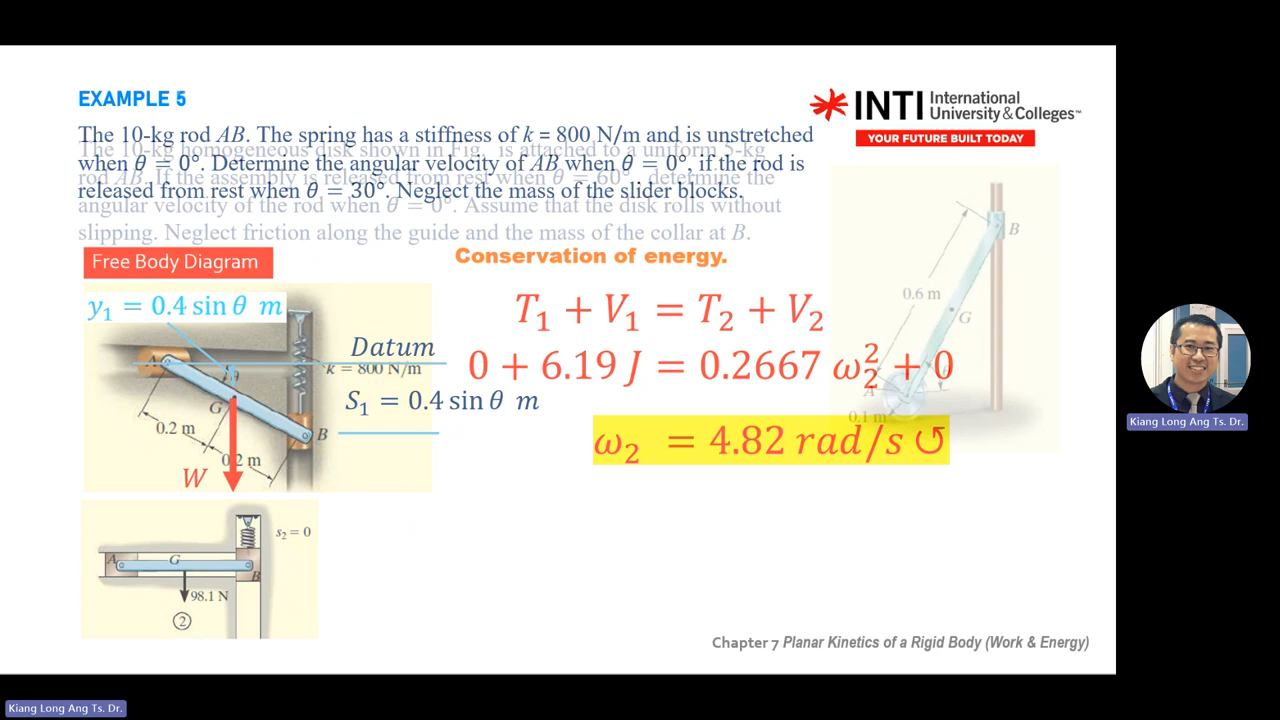 EXAMPLE 5
INTI International University & Colleges™
YOUR FUTURE BUILT TODAY
The 10-kg rod AB. The spring has a stiffness of k = 800 N/m and is unstretched
when θ = 0°. Determine the angular velocity of AB when θ = 0°, if the rod is
released from rest when θ = 30°. Neglect the mass of the slider blocks.
The 10-kg homogeneous disk shown in Fig. is attached to a uniform 5-kg
rod AB. If the assembly is released from rest when θ = 60°, determine the
angular velocity of the rod when θ = 0°. Assume that the disk rolls without
slipping. Neglect friction along the guide and the mass of the collar at B.
Free Body Diagram
Conservation of energy.
y₁ = 0.4 sin θ m
T₁ + V₁ = T₂ + V₂
Datum
k = 800 N/m
0 + 6.19 J = 0.2667 ω₂² + 0
S₁ = 0.4 sin θ m
ω₂ = 4.82 rad/s ↺
A
G
B
0.2 m
0.2 m
W
B
0.6 m
G
A
θ
0.1 m
s₂ = 0
A
G
B
98.1 N
②
Chapter 7 Planar Kinetics of a Rigid Body (Work & Energy)
Kiang Long Ang Ts. Dr.
Kiang Long Ang Ts. Dr.